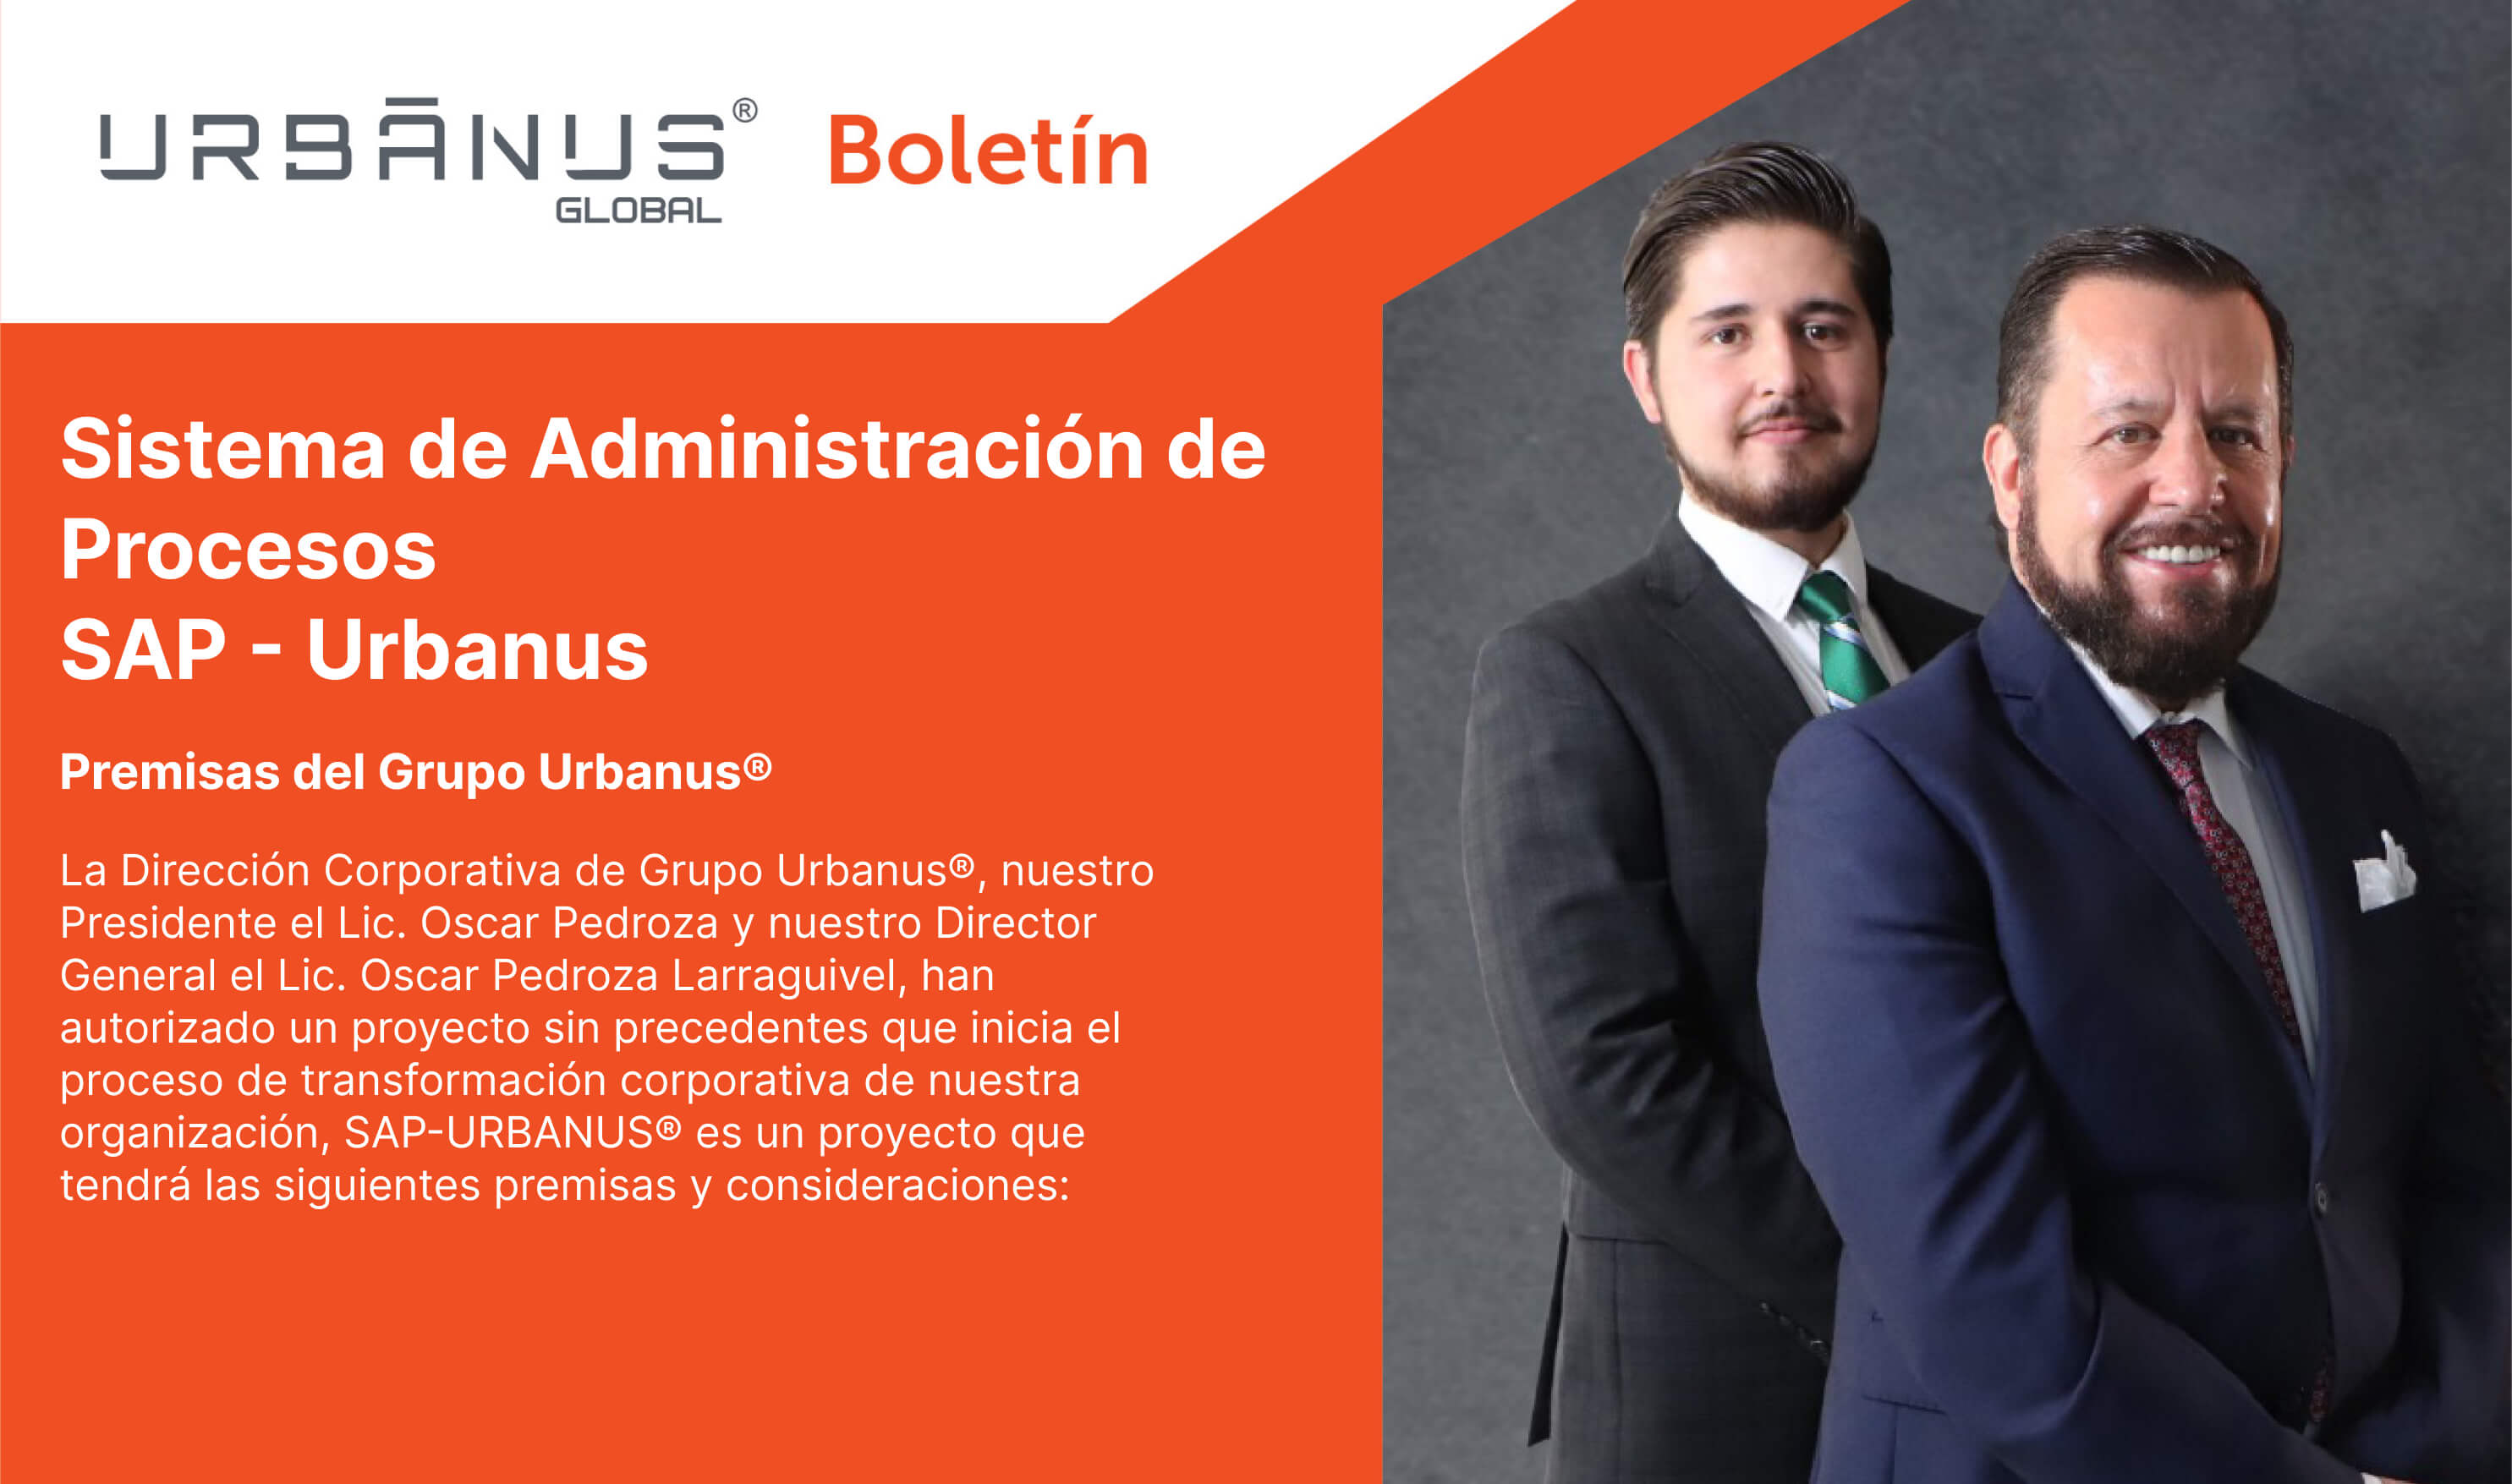 URBĀNUS®
GLOBAL
Boletín
Sistema de Administración de
Procesos
SAP - Urbanus
Premisas del Grupo Urbanus®
La Dirección Corporativa de Grupo Urbanus®, nuestro
Presidente el Lic. Oscar Pedroza y nuestro Director
General el Lic. Oscar Pedroza Larraguivel, han
autorizado un proyecto sin precedentes que inicia el
proceso de transformación corporativa de nuestra
organización, SAP-URBANUS® es un proyecto que
tendrá las siguientes premisas y consideraciones: